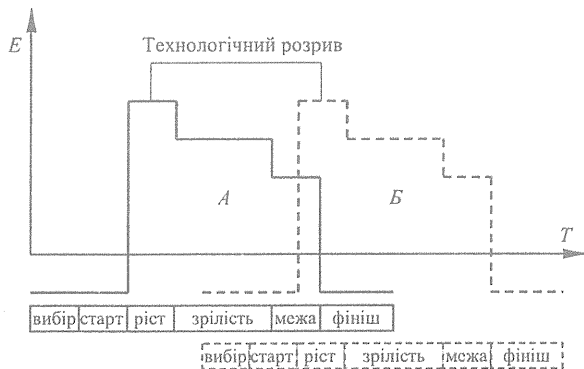 E
Технологічний розрив
А
Б
T
вибір старт ріст зрілість межа фініш
вибір старт ріст зрілість межа фініш